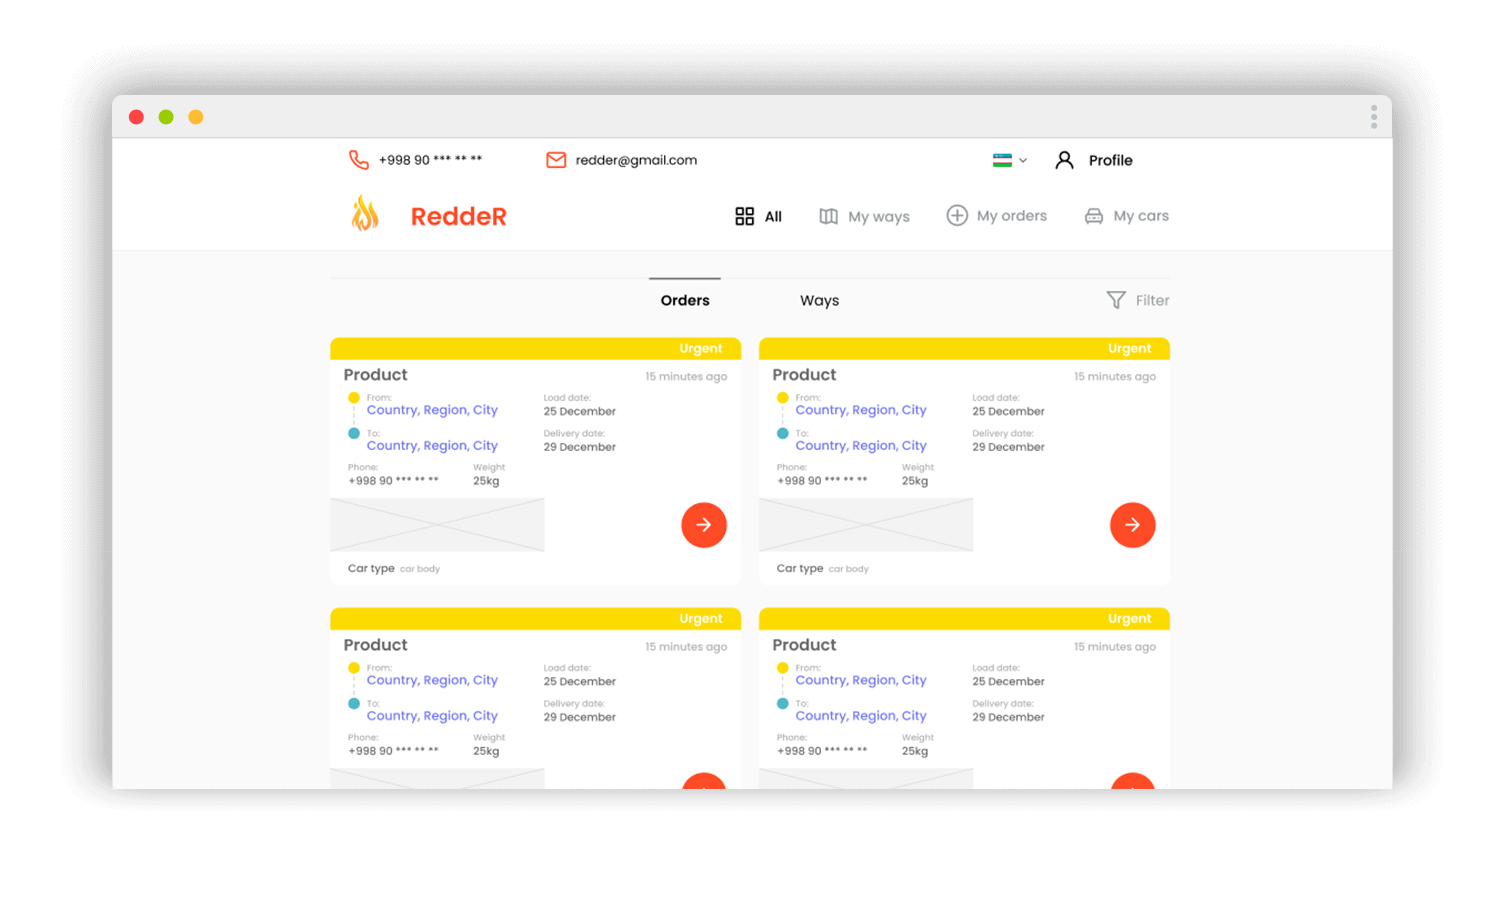 +998 90 *** ** ** redder@gmail.com Profile
ReddeR All My ways My orders My cars
Orders Ways Filter
Urgent
Product 15 minutes ago
From: Load date:
Country, Region, City 25 December
To: Delivery date:
Country, Region, City 29 December
Phone: Weight
+998 90 *** ** ** 25kg
Car type car body
Urgent
Product 15 minutes ago
From: Load date:
Country, Region, City 25 December
To: Delivery date:
Country, Region, City 29 December
Phone: Weight
+998 90 *** ** ** 25kg
Car type car body
Urgent
Product 15 minutes ago
From: Load date:
Country, Region, City 25 December
To: Delivery date:
Country, Region, City 29 December
Phone: Weight
+998 90 *** ** ** 25kg
Urgent
Product 15 minutes ago
From: Load date:
Country, Region, City 25 December
To: Delivery date:
Country, Region, City 29 December
Phone: Weight
+998 90 *** ** ** 25kg